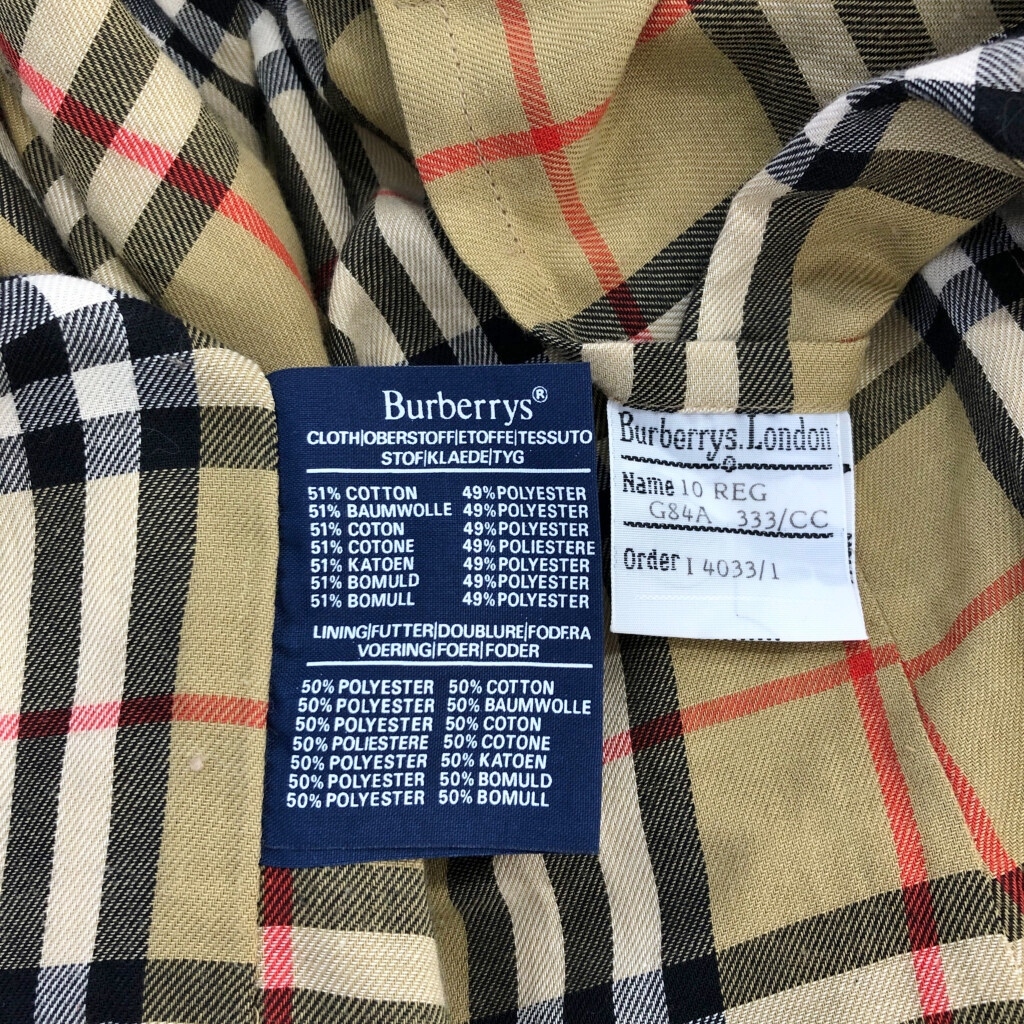 Burberrys®
CLOTH|OBERSTOFF|ETOFFE|TESSUTO
STOF|KLAEDE|TYG
51% COTTON 49% POLYESTER
51% BAUMWOLLE 49% POLYESTER
51% COTON 49% POLYESTER
51% COTONE 49% POLIESTERE
51% KATOEN 49% POLYESTER
51% BOMULD 49% POLYESTER
51% BOMULL 49% POLYESTER
LINING|FUTTER|DOUBLURE|FODERA
VOERING|FOER|FODER
50% POLYESTER 50% COTTON
50% POLYESTER 50% BAUMWOLLE
50% POLYESTER 50% COTON
50% POLIESTERE 50% COTONE
50% POLYESTER 50% KATOEN
50% POLYESTER 50% BOMULD
50% POLYESTER 50% BOMULL
Burberrys. London
Name 10 REG
G84A 333/CC
Order I 4033/1